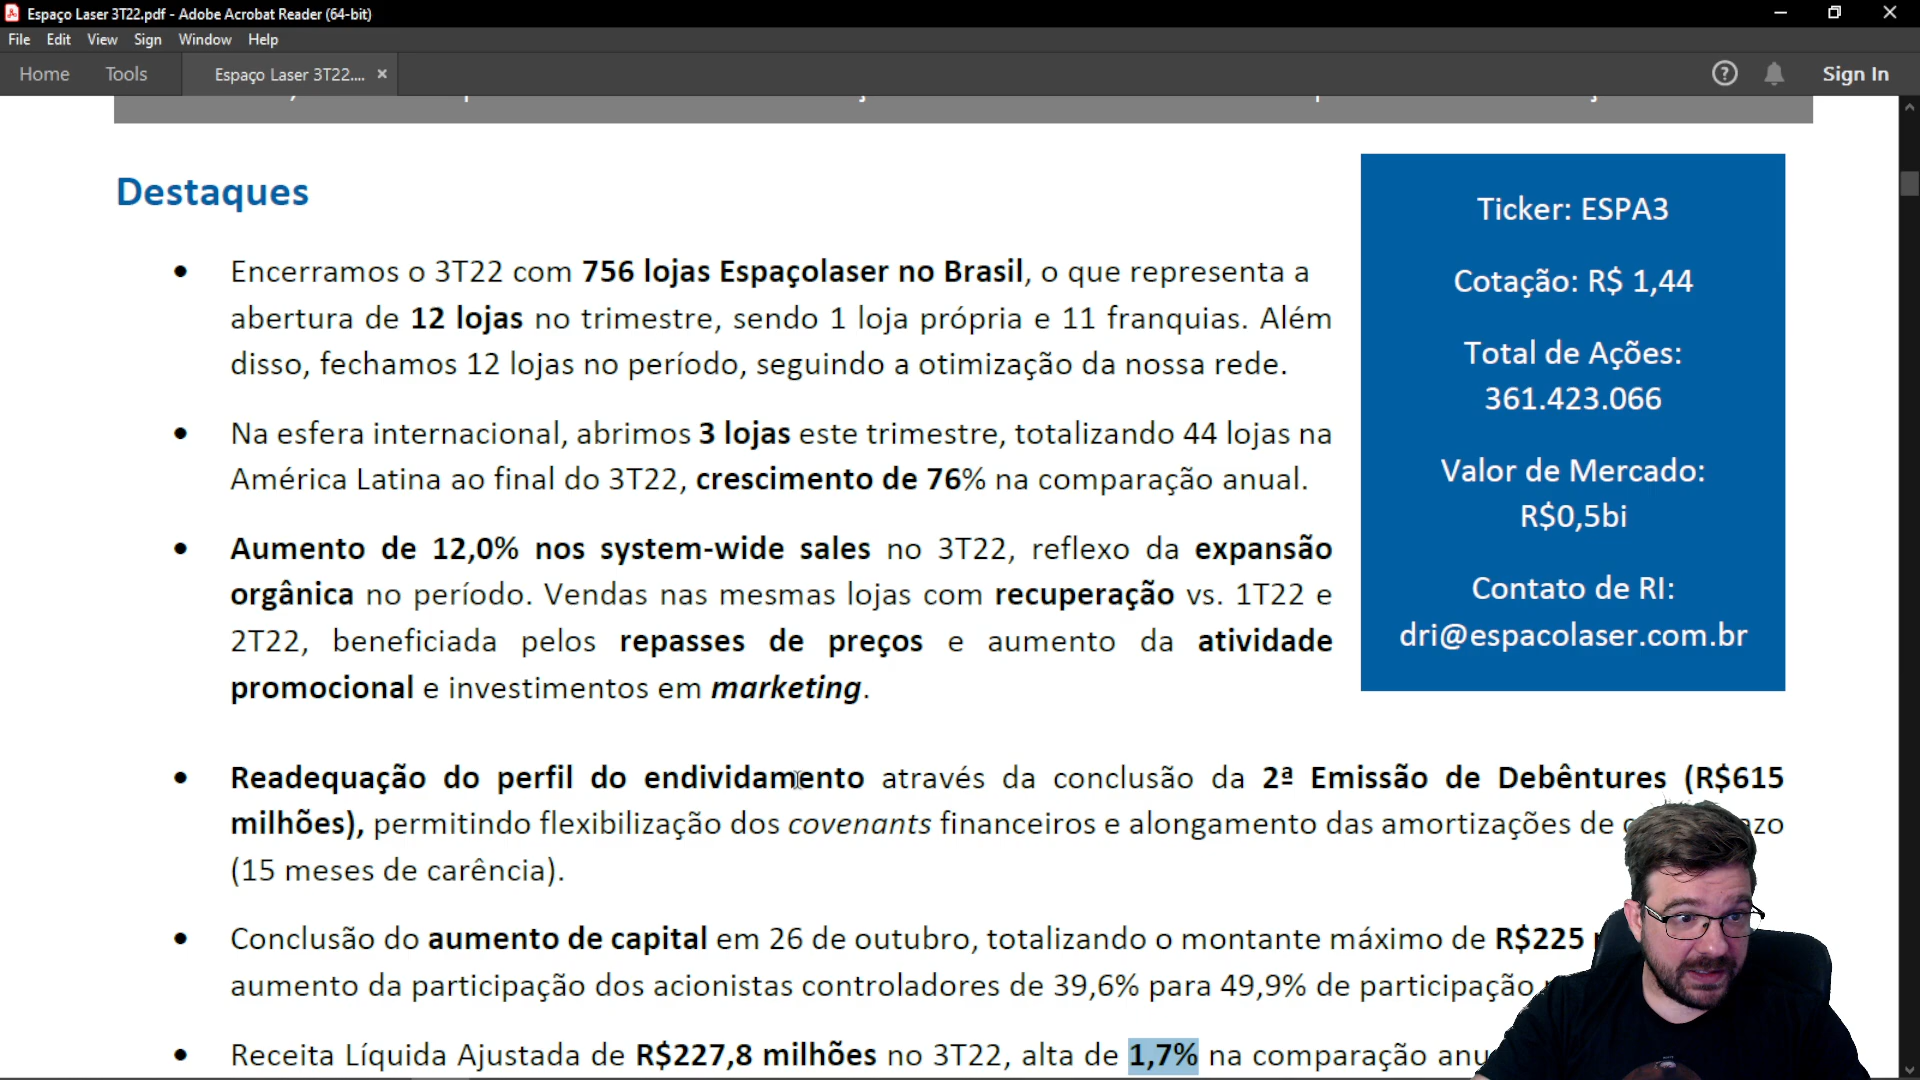 Espaço Laser 3T22.pdf - Adobe Acrobat Reader (64-bit)
File Edit View Sign Window Help
Home Tools Espaço Laser 3T22.... × Sign In
Destaques
• Encerramos o 3T22 com 756 lojas Espaçolaser no Brasil, o que representa a
abertura de 12 lojas no trimestre, sendo 1 loja própria e 11 franquias. Além
disso, fechamos 12 lojas no período, seguindo a otimização da nossa rede.
• Na esfera internacional, abrimos 3 lojas este trimestre, totalizando 44 lojas na
América Latina ao final do 3T22, crescimento de 76% na comparação anual.
• Aumento de 12,0% nos system-wide sales no 3T22, reflexo da expansão
orgânica no período. Vendas nas mesmas lojas com recuperação vs. 1T22 e
2T22, beneficiada pelos repasses de preços e aumento da atividade
promocional e investimentos em marketing.
Ticker: ESPA3
Cotação: R$ 1,44
Total de Ações:
361.423.066
Valor de Mercado:
R$0,5bi
Contato de RI:
dri@espacolaser.com.br
• Readequação do perfil do endividamento através da conclusão da 2ª Emissão de Debêntures (R$615
milhões), permitindo flexibilização dos covenants financeiros e alongamento das amortizações de
(15 meses de carência).
• Conclusão do aumento de capital em 26 de outubro, totalizando o montante máximo de R$225
aumento da participação dos acionistas controladores de 39,6% para 49,9% de participação
• Receita Líquida Ajustada de R$227,8 milhões no 3T22, alta de 1,7% na comparação